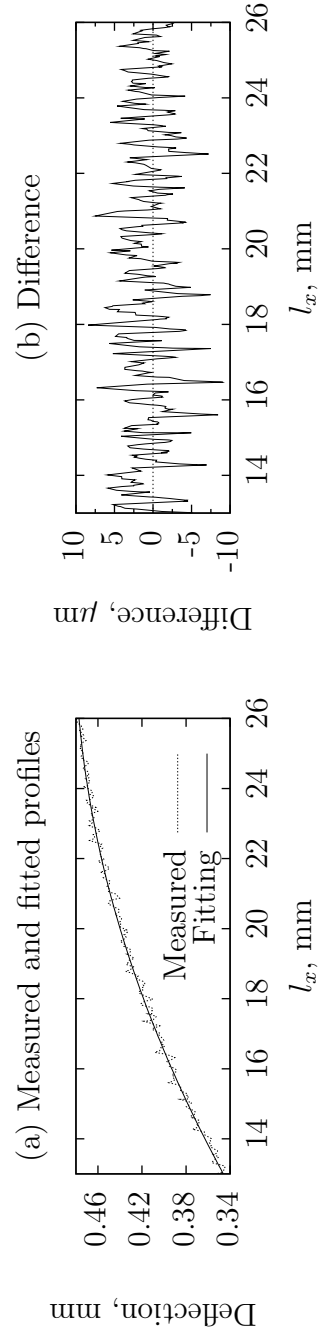 (a) Measured and fitted profiles
Deflection, mm
0.46
0.42
0.38
0.34
Measured
Fitting
14 16 18 20 22 24 26
lₓ, mm
(b) Difference
Difference, μm
10
5
0
-5
-10
14 16 18 20 22 24 26
lₓ, mm